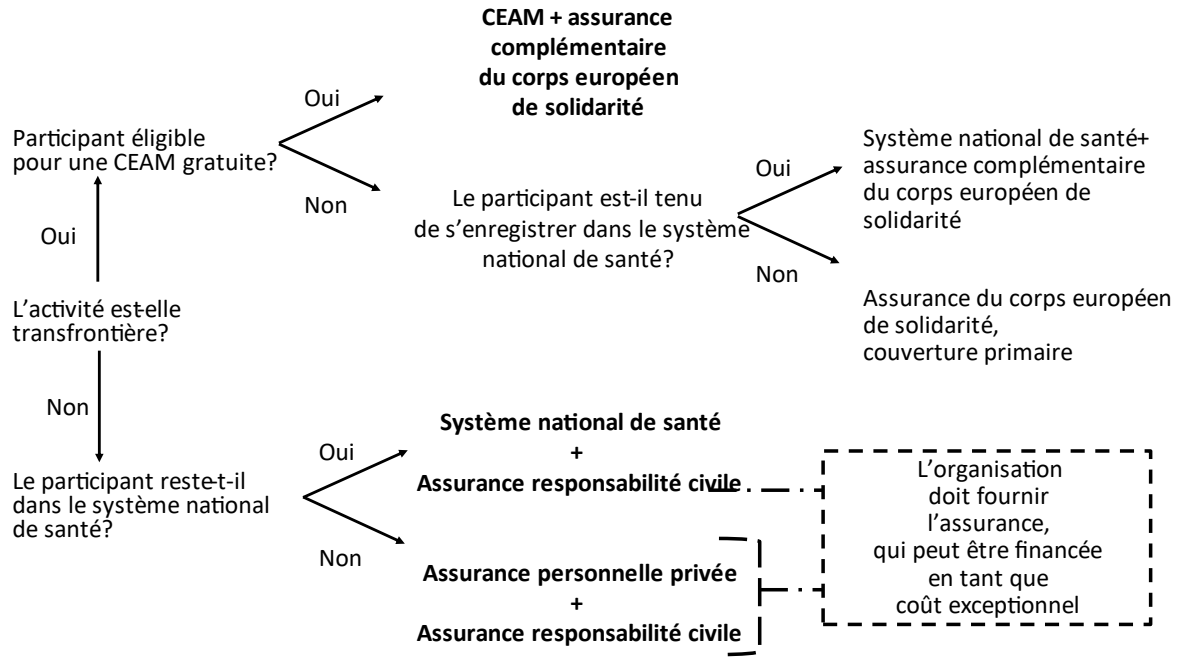 CEAM + assurance
complémentaire
du corps européen
de solidarité
Oui
Participant éligible
pour une CEAM gratuite?
Non
Le participant est-il tenu
de s’enregistrer dans le système
national de santé?
Oui
Système national de santé+
assurance complémentaire
du corps européen de
solidarité
Non
Assurance du corps européen
de solidarité,
couverture primaire
Oui
L’activité est-elle
transfrontière?
Non
Le participant reste-t-il
dans le système national
de santé?
Oui
Système national de santé
+
Assurance responsabilité civile
Non
Assurance personnelle privée
+
Assurance responsabilité civile
L’organisation
doit fournir
l’assurance,
qui peut être financée
en tant que
coût exceptionnel